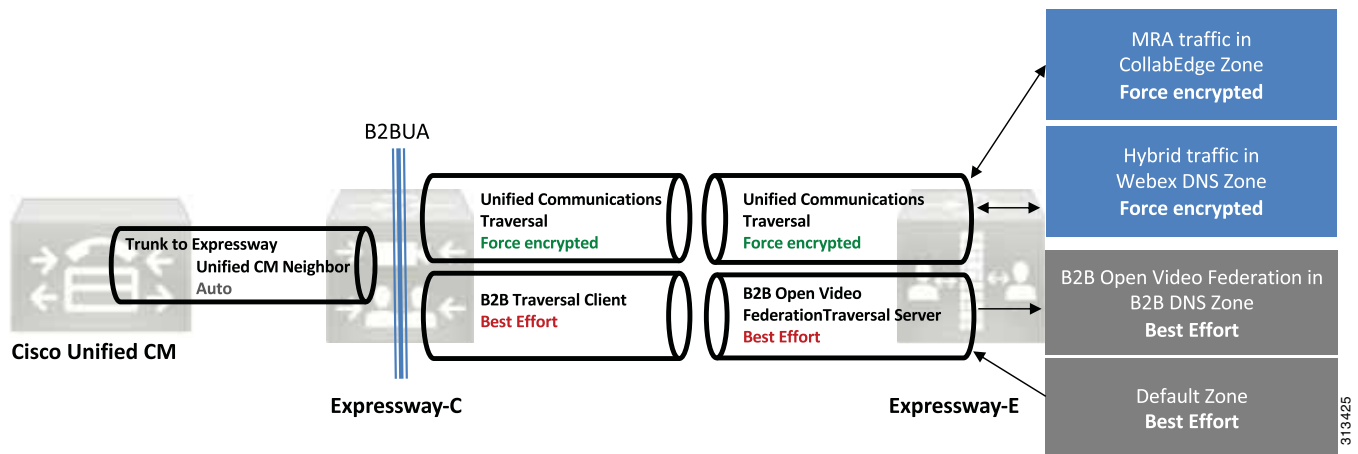 B2BUA
Trunk to Expressway
Unified CM Neighbor
Auto
Cisco Unified CM
Unified Communications
Traversal
Force encrypted
B2B Traversal Client
Best Effort
Expressway-C
Unified Communications
Traversal
Force encrypted
B2B Open Video
FederationTraversal Server
Best Effort
Expressway-E
MRA traffic in
CollabEdge Zone
Force encrypted
Hybrid traffic in
Webex DNS Zone
Force encrypted
B2B Open Video Federation in
B2B DNS Zone
Best Effort
Default Zone
Best Effort
313425